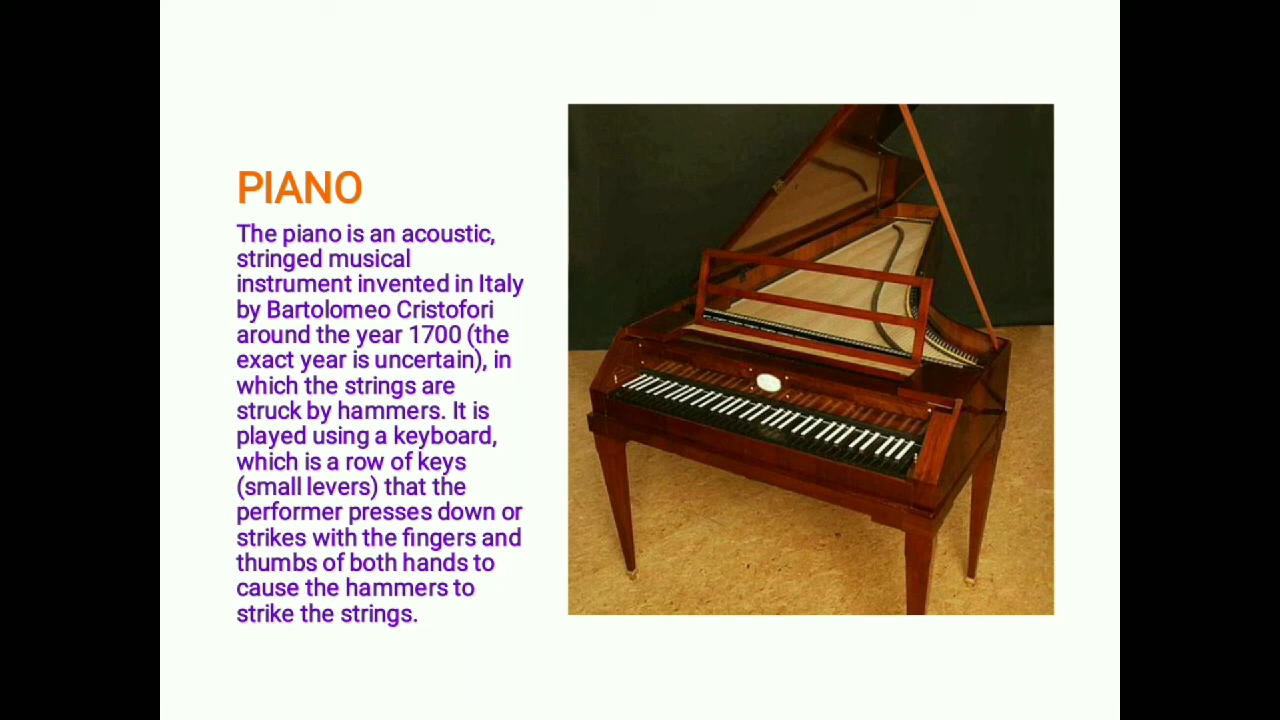 PIANO
The piano is an acoustic,
stringed musical
instrument invented in Italy
by Bartolomeo Cristofori
around the year 1700 (the
exact year is uncertain), in
which the strings are
struck by hammers. It is
played using a keyboard,
which is a row of keys
(small levers) that the
performer presses down or
strikes with the fingers and
thumbs of both hands to
cause the hammers to
strike the strings.